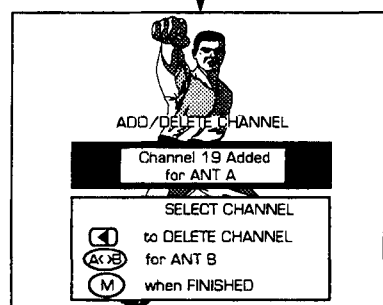 ADD/DELETE CHANNEL
Channel 19 Added
for ANT A
SELECT CHANNEL
to DELETE CHANNEL
A<>B for ANT B
M when FINISHED